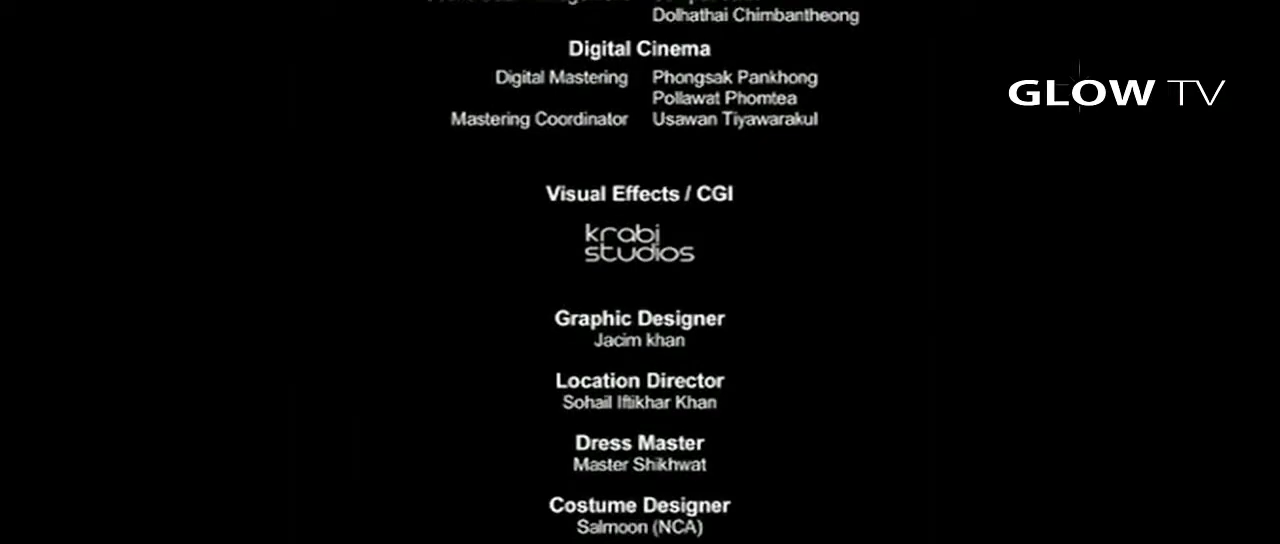 Dolhathai Chimbantheong
Digital Cinema
Digital Mastering Phongsak Pankhong
Pollawat Phomtea
Mastering Coordinator Usawan Tiyawarakul
GLOW TV
Visual Effects / CGI
krabi
studios
Graphic Designer
Jacim khan
Location Director
Sohail Iftikhar Khan
Dress Master
Master Shikhwat
Costume Designer
Salmoon (NCA)